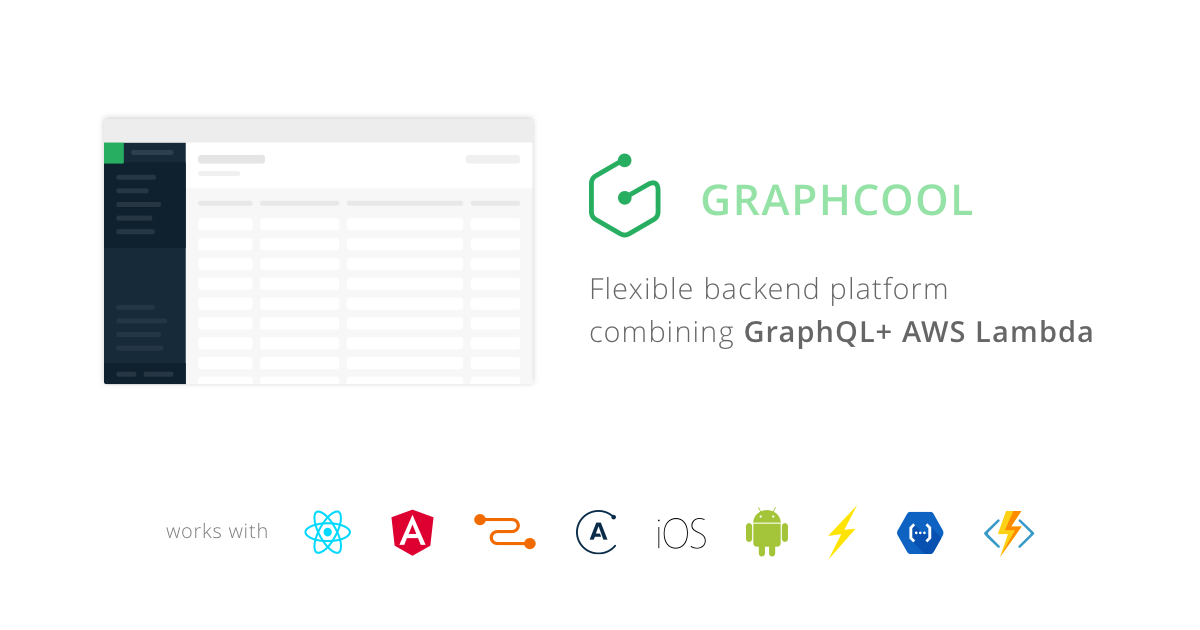 GRAPHCOOL
Flexible backend platform
combining GraphQL+ AWS Lambda
works with
A
A
iOS